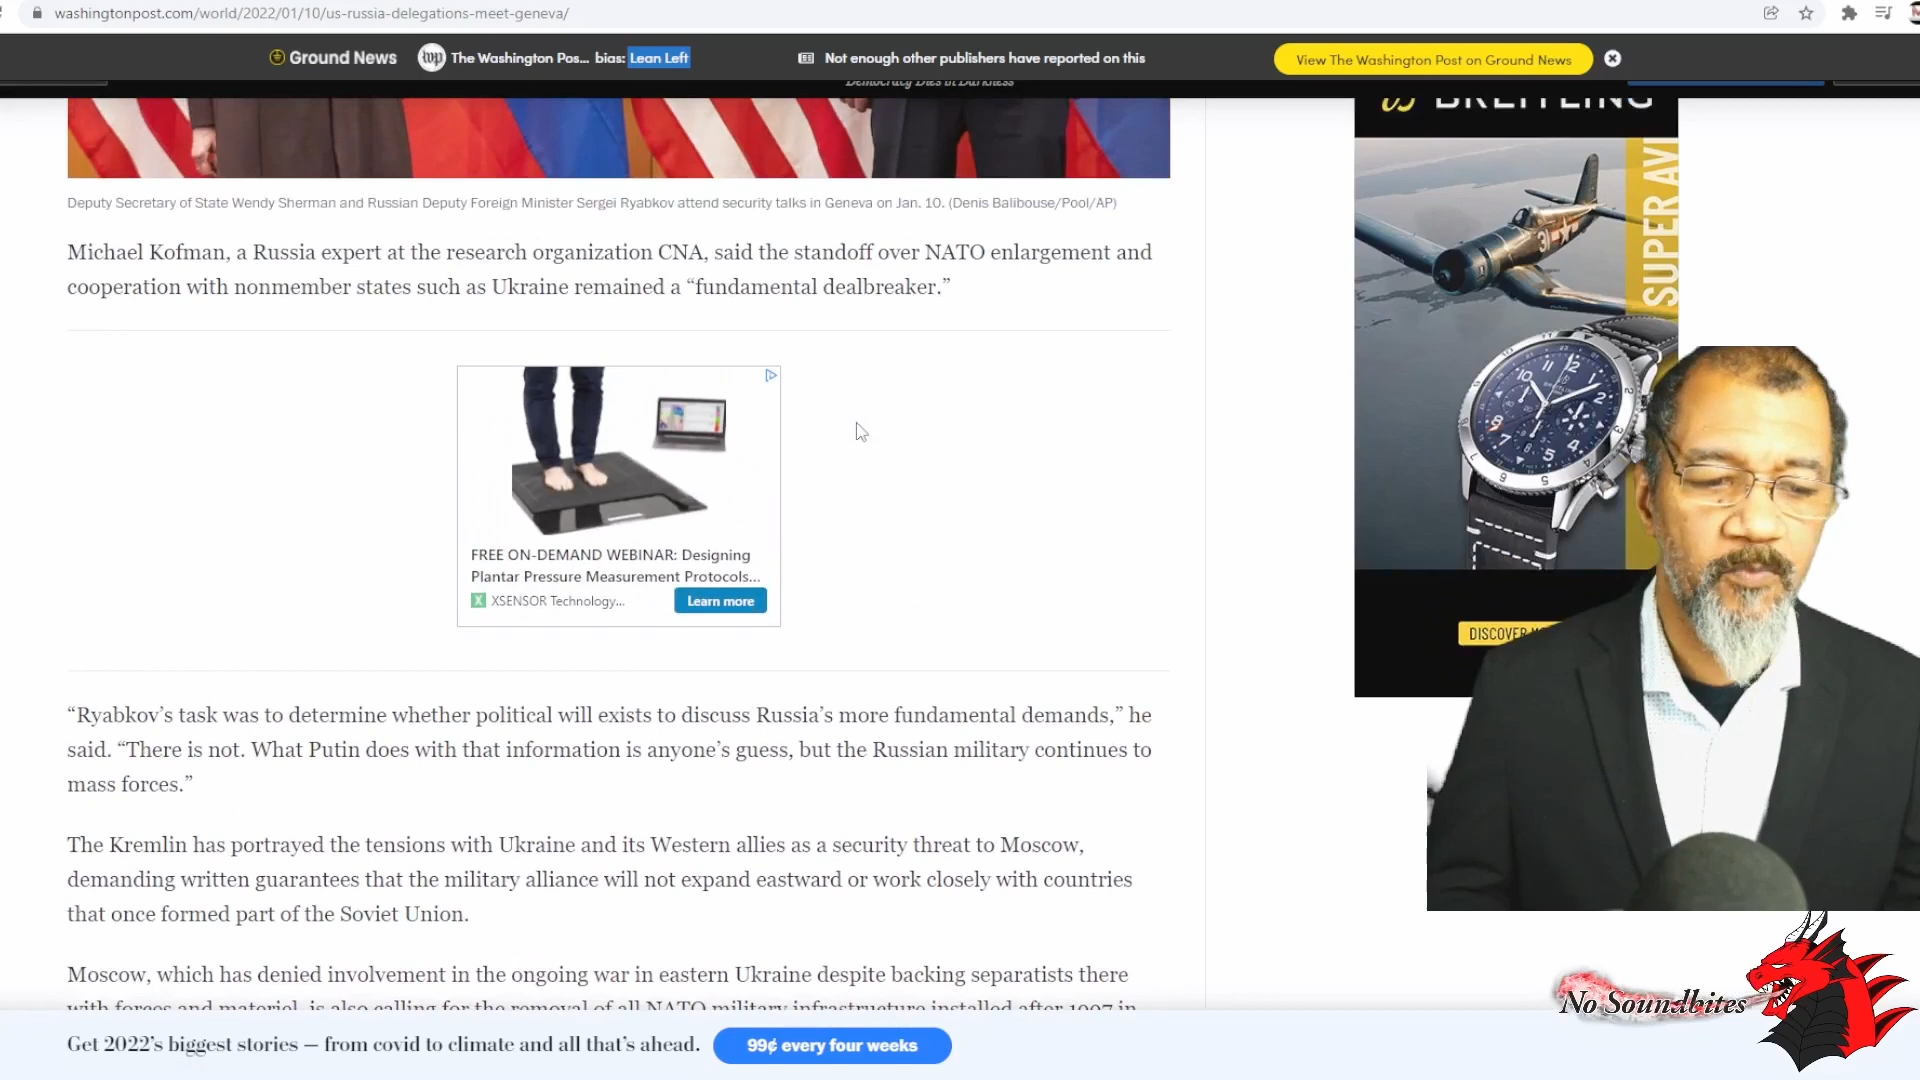 washingtonpost.com/world/2022/01/10/us-russia-delegations-meet-geneva/
Ground News
wp
The Washington Pos... bias: Lean Left
Not enough other publishers have reported on this
View The Washington Post on Ground News
Democracy Dies in Darkness
BREITLING
Deputy Secretary of State Wendy Sherman and Russian Deputy Foreign Minister Sergei Ryabkov attend security talks in Geneva on Jan. 10. (Denis Balibouse/Pool/AP)
Michael Kofman, a Russia expert at the research organization CNA, said the standoff over NATO enlargement and
cooperation with nonmember states such as Ukraine remained a “fundamental dealbreaker.”
SUPER AVI
31
FREE ON-DEMAND WEBINAR: Designing
Plantar Pressure Measurement Protocols...
XSENSOR Technology...
Learn more
DISCOVER
“Ryabkov’s task was to determine whether political will exists to discuss Russia’s more fundamental demands,” he
said. “There is not. What Putin does with that information is anyone’s guess, but the Russian military continues to
mass forces.”
The Kremlin has portrayed the tensions with Ukraine and its Western allies as a security threat to Moscow,
demanding written guarantees that the military alliance will not expand eastward or work closely with countries
that once formed part of the Soviet Union.
Moscow, which has denied involvement in the ongoing war in eastern Ukraine despite backing separatists there
with forces and materiel, is also calling for the removal of all NATO military infrastructure installed after 1997 in
No Soundbites
Get 2022’s biggest stories — from covid to climate and all that’s ahead.
99¢ every four weeks